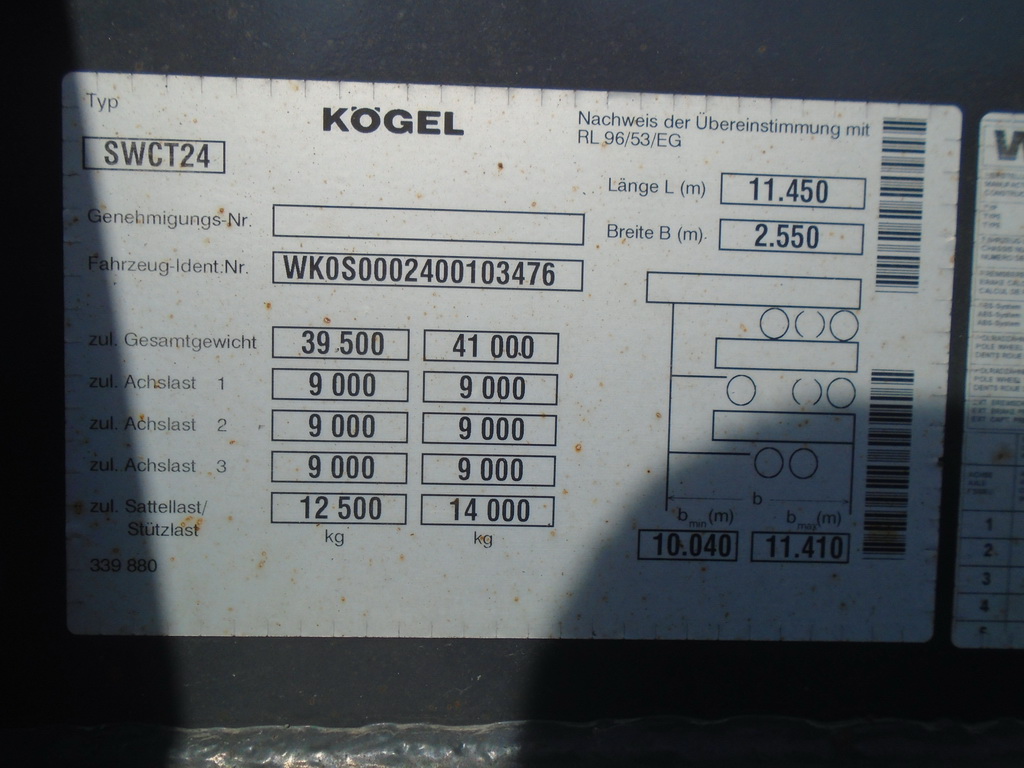 Typ
KÖGEL
SWCT24
Genehmigungs-Nr.
Fahrzeug-Ident.Nr. WK0S0002400103476
zul. Gesamtgewicht 39 500 41 000
zul. Achslast 1 9 000 9 000
zul. Achslast 2 9 000 9 000
zul. Achslast 3 9 000 9 000
zul. Sattellast/ 12 500 14 000
Stützlast
kg kg
339 880
Nachweis der Übereinstimmung mit
RL 96/53/EG
Länge L (m) 11.450
Breite B (m) 2.550
b
b min (m) b max (m)
10.040 11.410
W
1
2
3
4
5